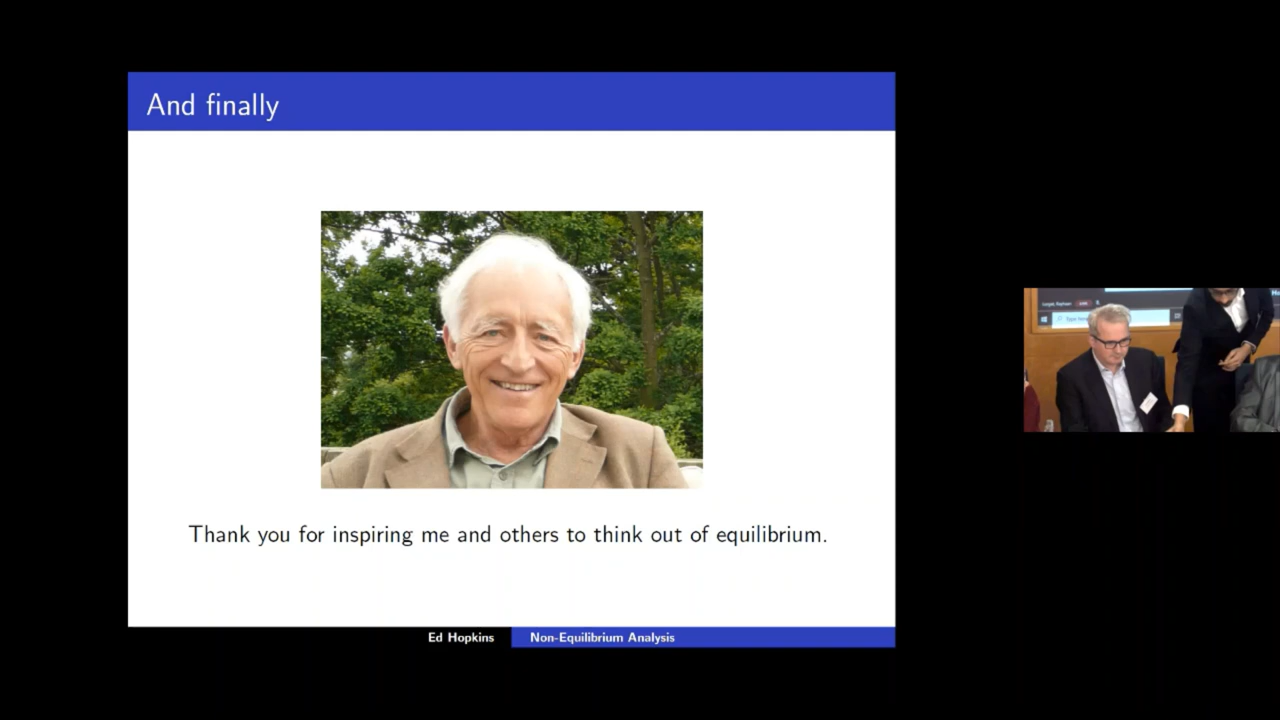 And finally
Thank you for inspiring me and others to think out of equilibrium.
Ed Hopkins
Non-Equilibrium Analysis